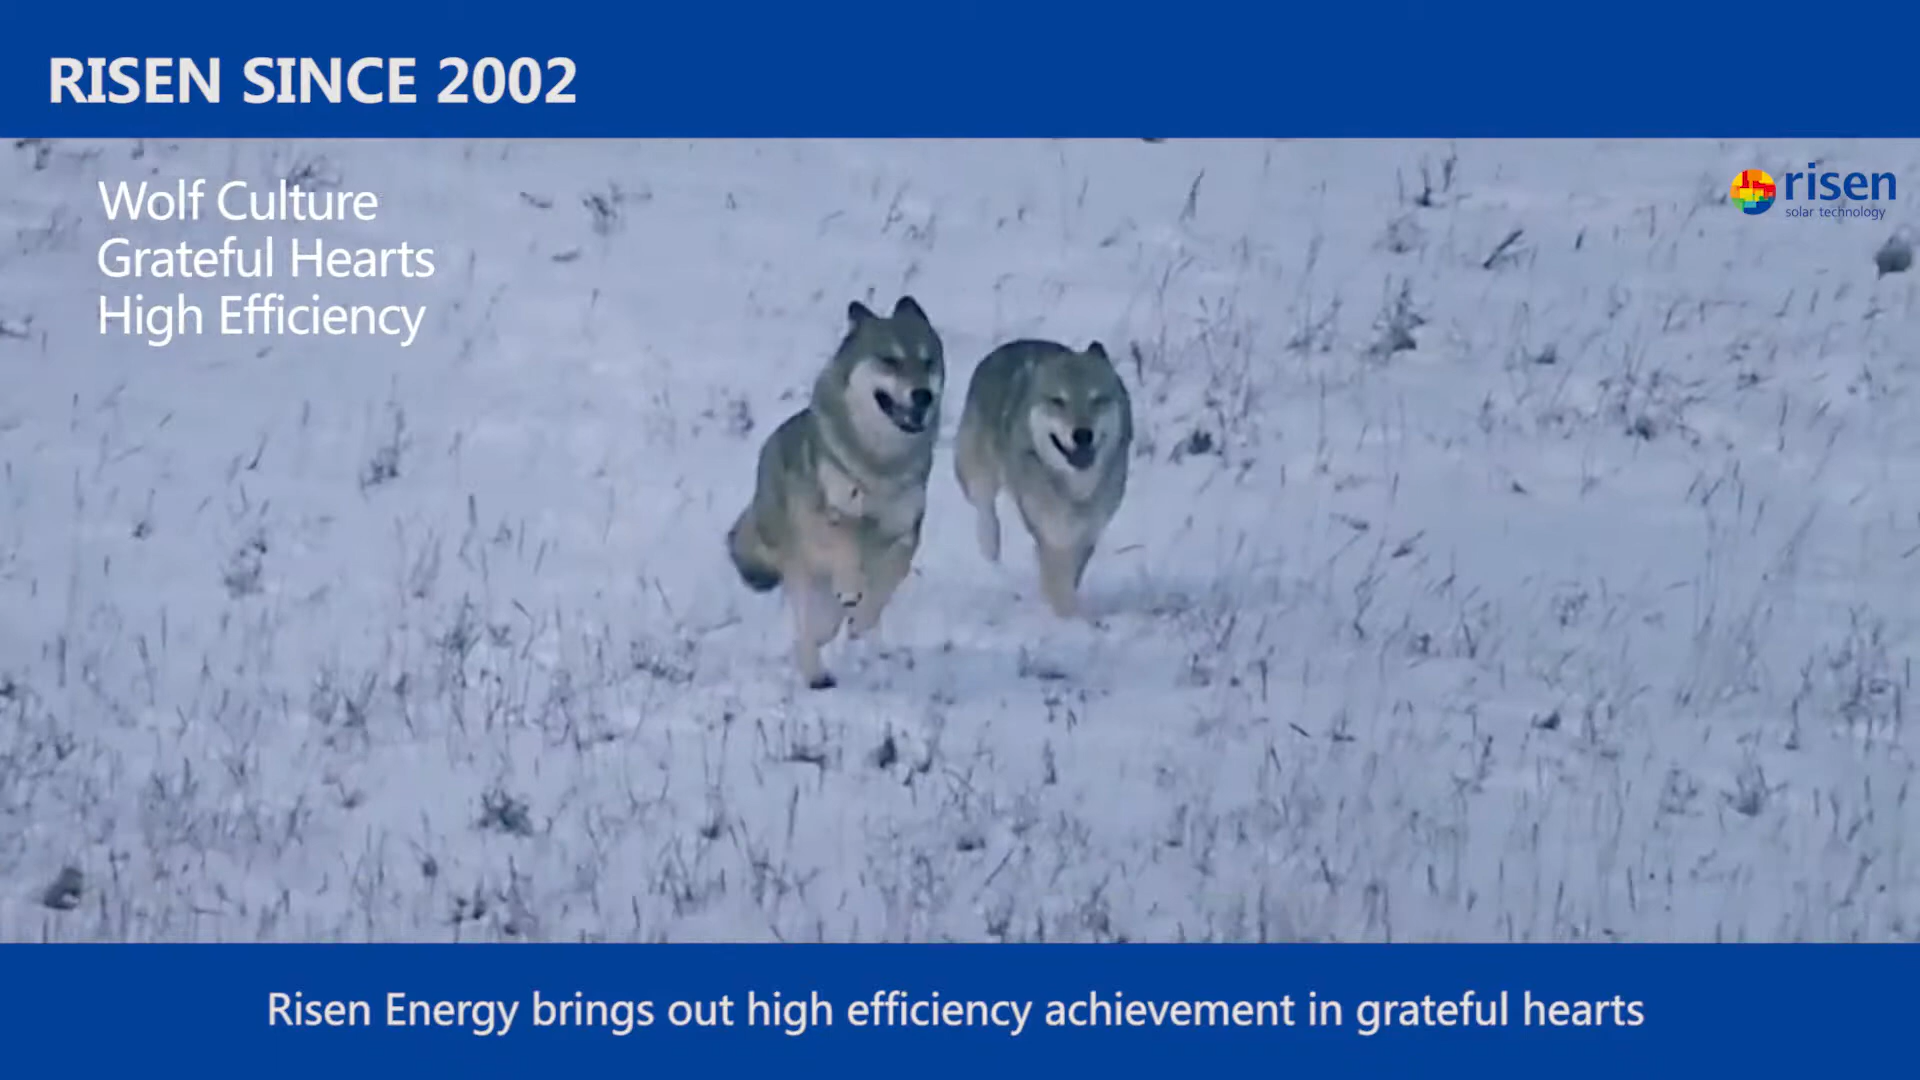 RISEN SINCE 2002
Wolf Culture
Grateful Hearts
High Efficiency
risen
solar technology
Risen Energy brings out high efficiency achievement in grateful hearts